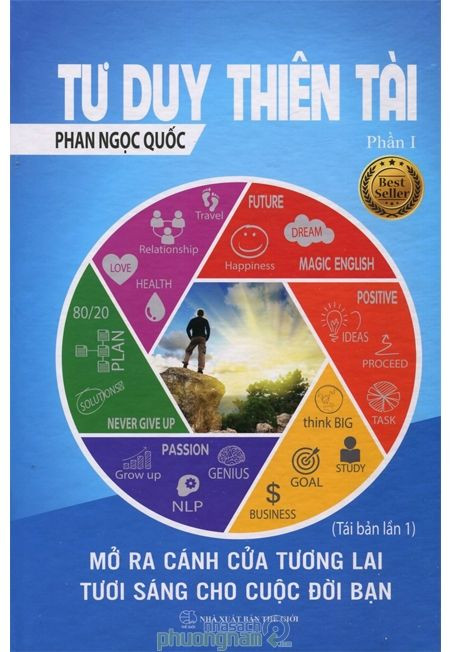 TƯ DUY THIÊN TÀI
PHAN NGỌC QUỐC
Phần I
Best
Seller
Travel
Relationship
LOVE
HEALTH
FUTURE
DREAM
Happiness
MAGIC ENGLISH
80/20
PLAN
SOLUTIONS
NEVER GIVE UP
POSITIVE
IDEAS
PROCEED
TASK
PASSION
Grow up
GENIUS
NLP
think BIG
STUDY
GOAL
$
BUSINESS
(Tái bản lần 1)
MỞ RA CÁNH CỬA TƯƠNG LAI
TƯƠI SÁNG CHO CUỘC ĐỜI BẠN
NHÀ XUẤT BẢN THẾ GIỚI
nhasach
phuongnam
.com